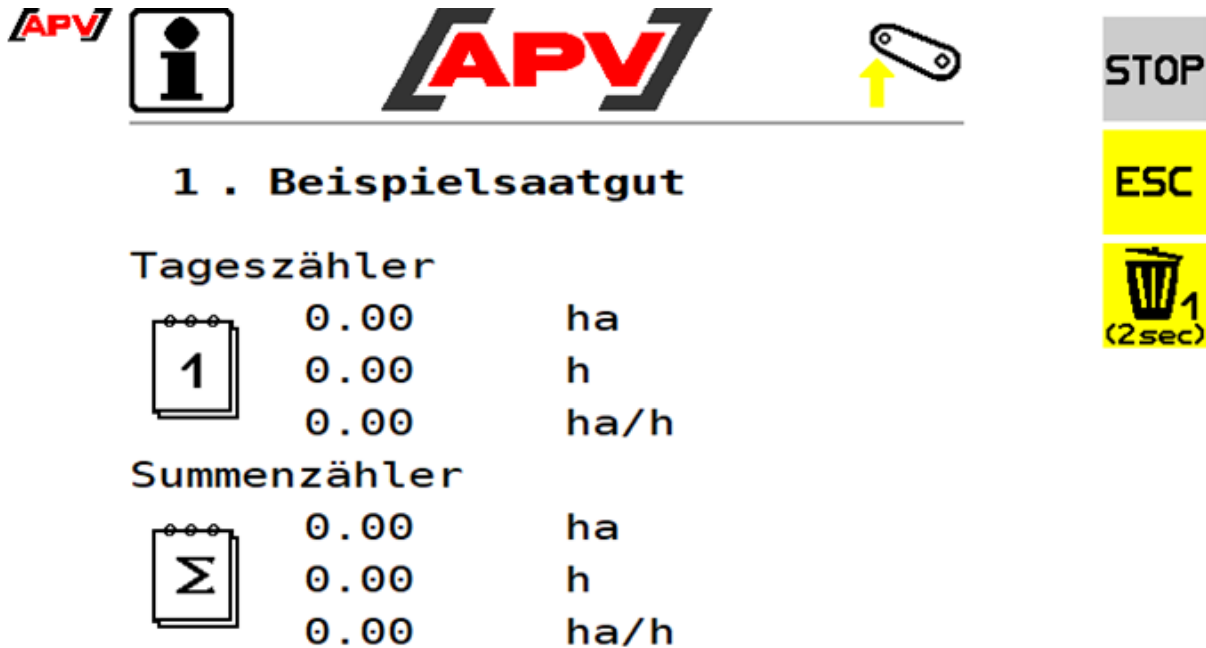 APV
APV
STOP
1 . Beispielsaatgut
ESC
Tageszähler
1
0.00 ha
0.00 h
0.00 ha/h
1
(2sec)
Summenzähler
Σ
0.00 ha
0.00 h
0.00 ha/h